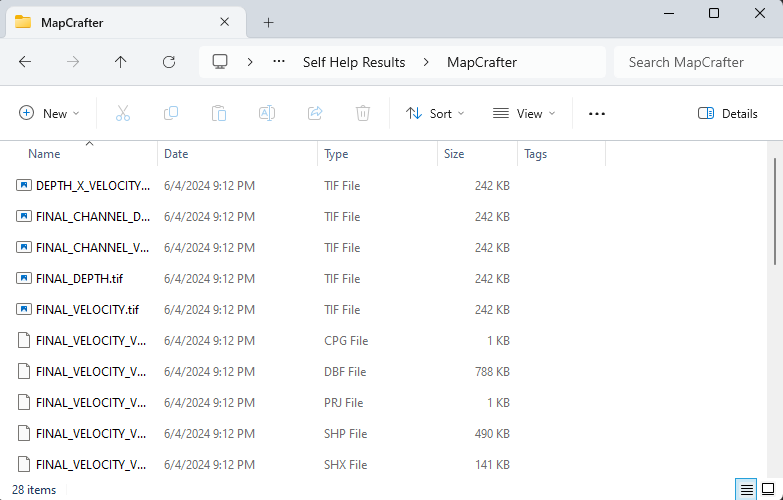 MapCrafter
Self Help Results > MapCrafter
Search MapCrafter
New Sort View Details
Name Date Type Size Tags
DEPTH_X_VELOCITY... 6/4/2024 9:12 PM TIF File 242 KB
FINAL_CHANNEL_D... 6/4/2024 9:12 PM TIF File 242 KB
FINAL_CHANNEL_V... 6/4/2024 9:12 PM TIF File 242 KB
FINAL_DEPTH.tif 6/4/2024 9:12 PM TIF File 242 KB
FINAL_VELOCITY.tif 6/4/2024 9:12 PM TIF File 242 KB
FINAL_VELOCITY_V... 6/4/2024 9:12 PM CPG File 1 KB
FINAL_VELOCITY_V... 6/4/2024 9:12 PM DBF File 788 KB
FINAL_VELOCITY_V... 6/4/2024 9:12 PM PRJ File 1 KB
FINAL_VELOCITY_V... 6/4/2024 9:12 PM SHP File 490 KB
FINAL_VELOCITY_V... 6/4/2024 9:12 PM SHX File 141 KB
28 items